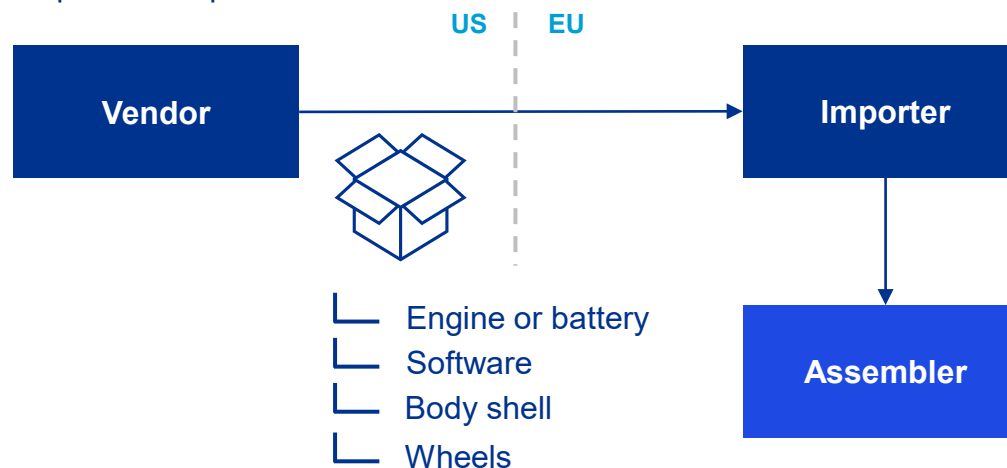 US
EU
Vendor
Importer
Engine or battery
Software
Body shell
Wheels
Assembler